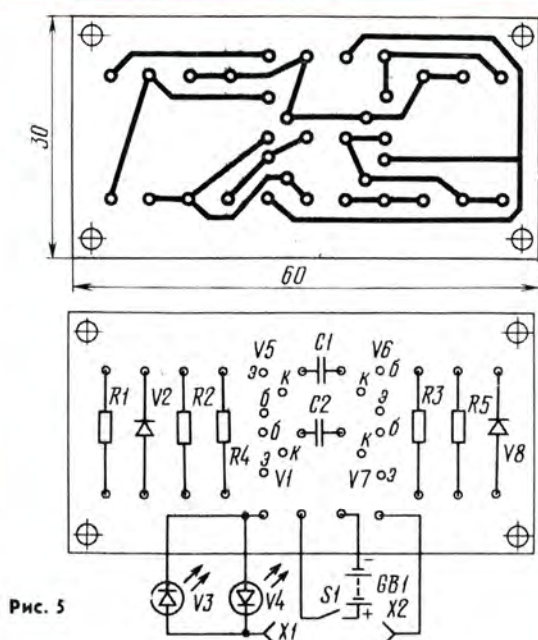 30
60
V5
C1
V6
э
к
б
R1
V2
R2
б
к
э
R3
R5
R4
б
C2
б
к
э
к
V1
V7
э
V8
V3
V4
S1
GB1
−
+
X1
X2
Рис. 5